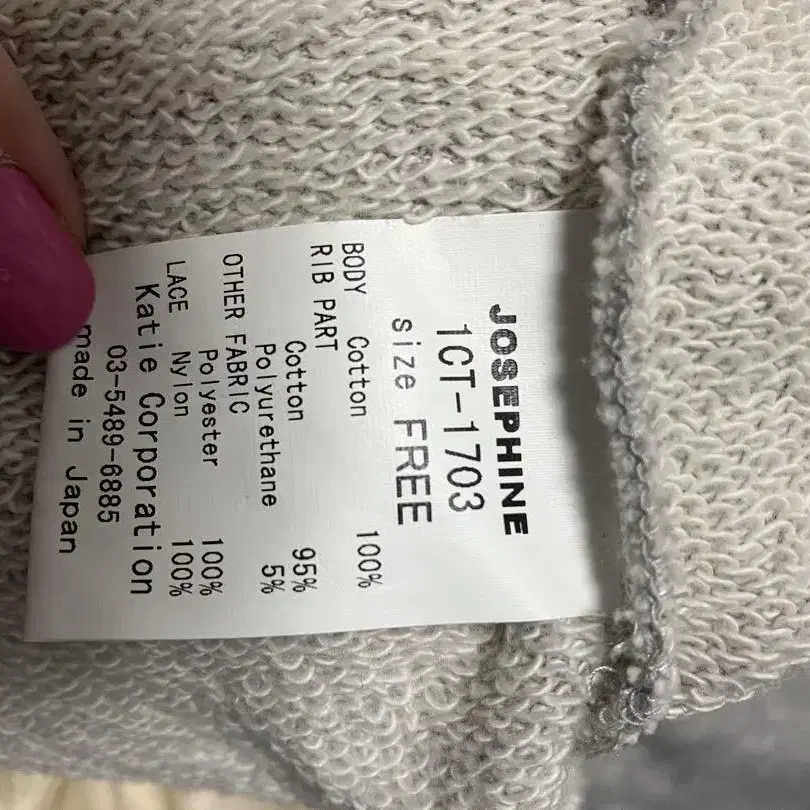 JOSEPHINE
1CT-1703
size FREE
BODY Cotton 100%
RIB PART
Cotton 95%
Polyurethane 5%
OTHER FABRIC
Polyester 100%
LACE Nylon 100%
Katie Corporation
03-5489-6885
made in Japan